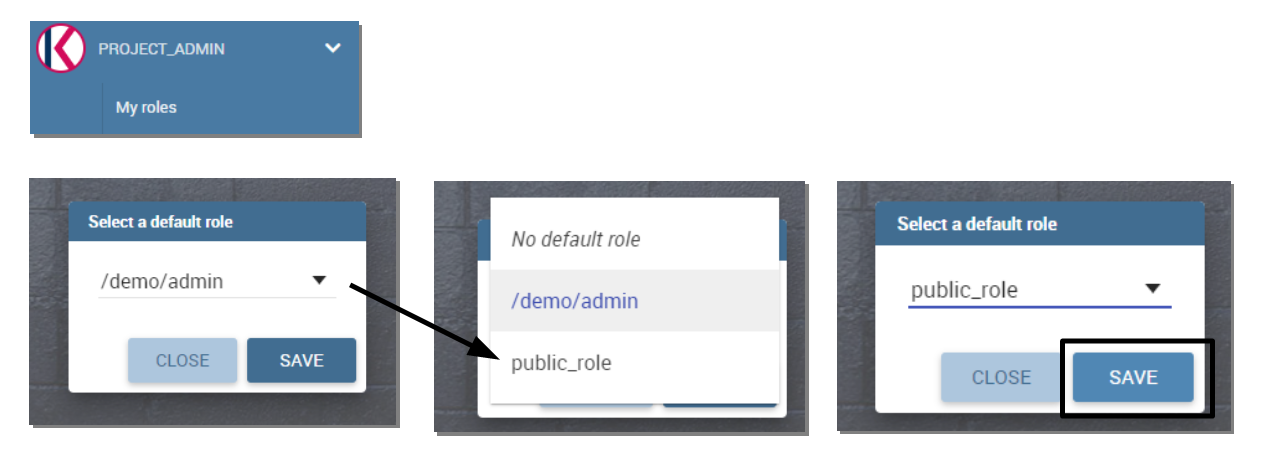 PROJECT_ADMIN
My roles
Select a default role
/demo/admin
CLOSE SAVE
No default role
/demo/admin
public_role
Select a default role
public_role
CLOSE SAVE